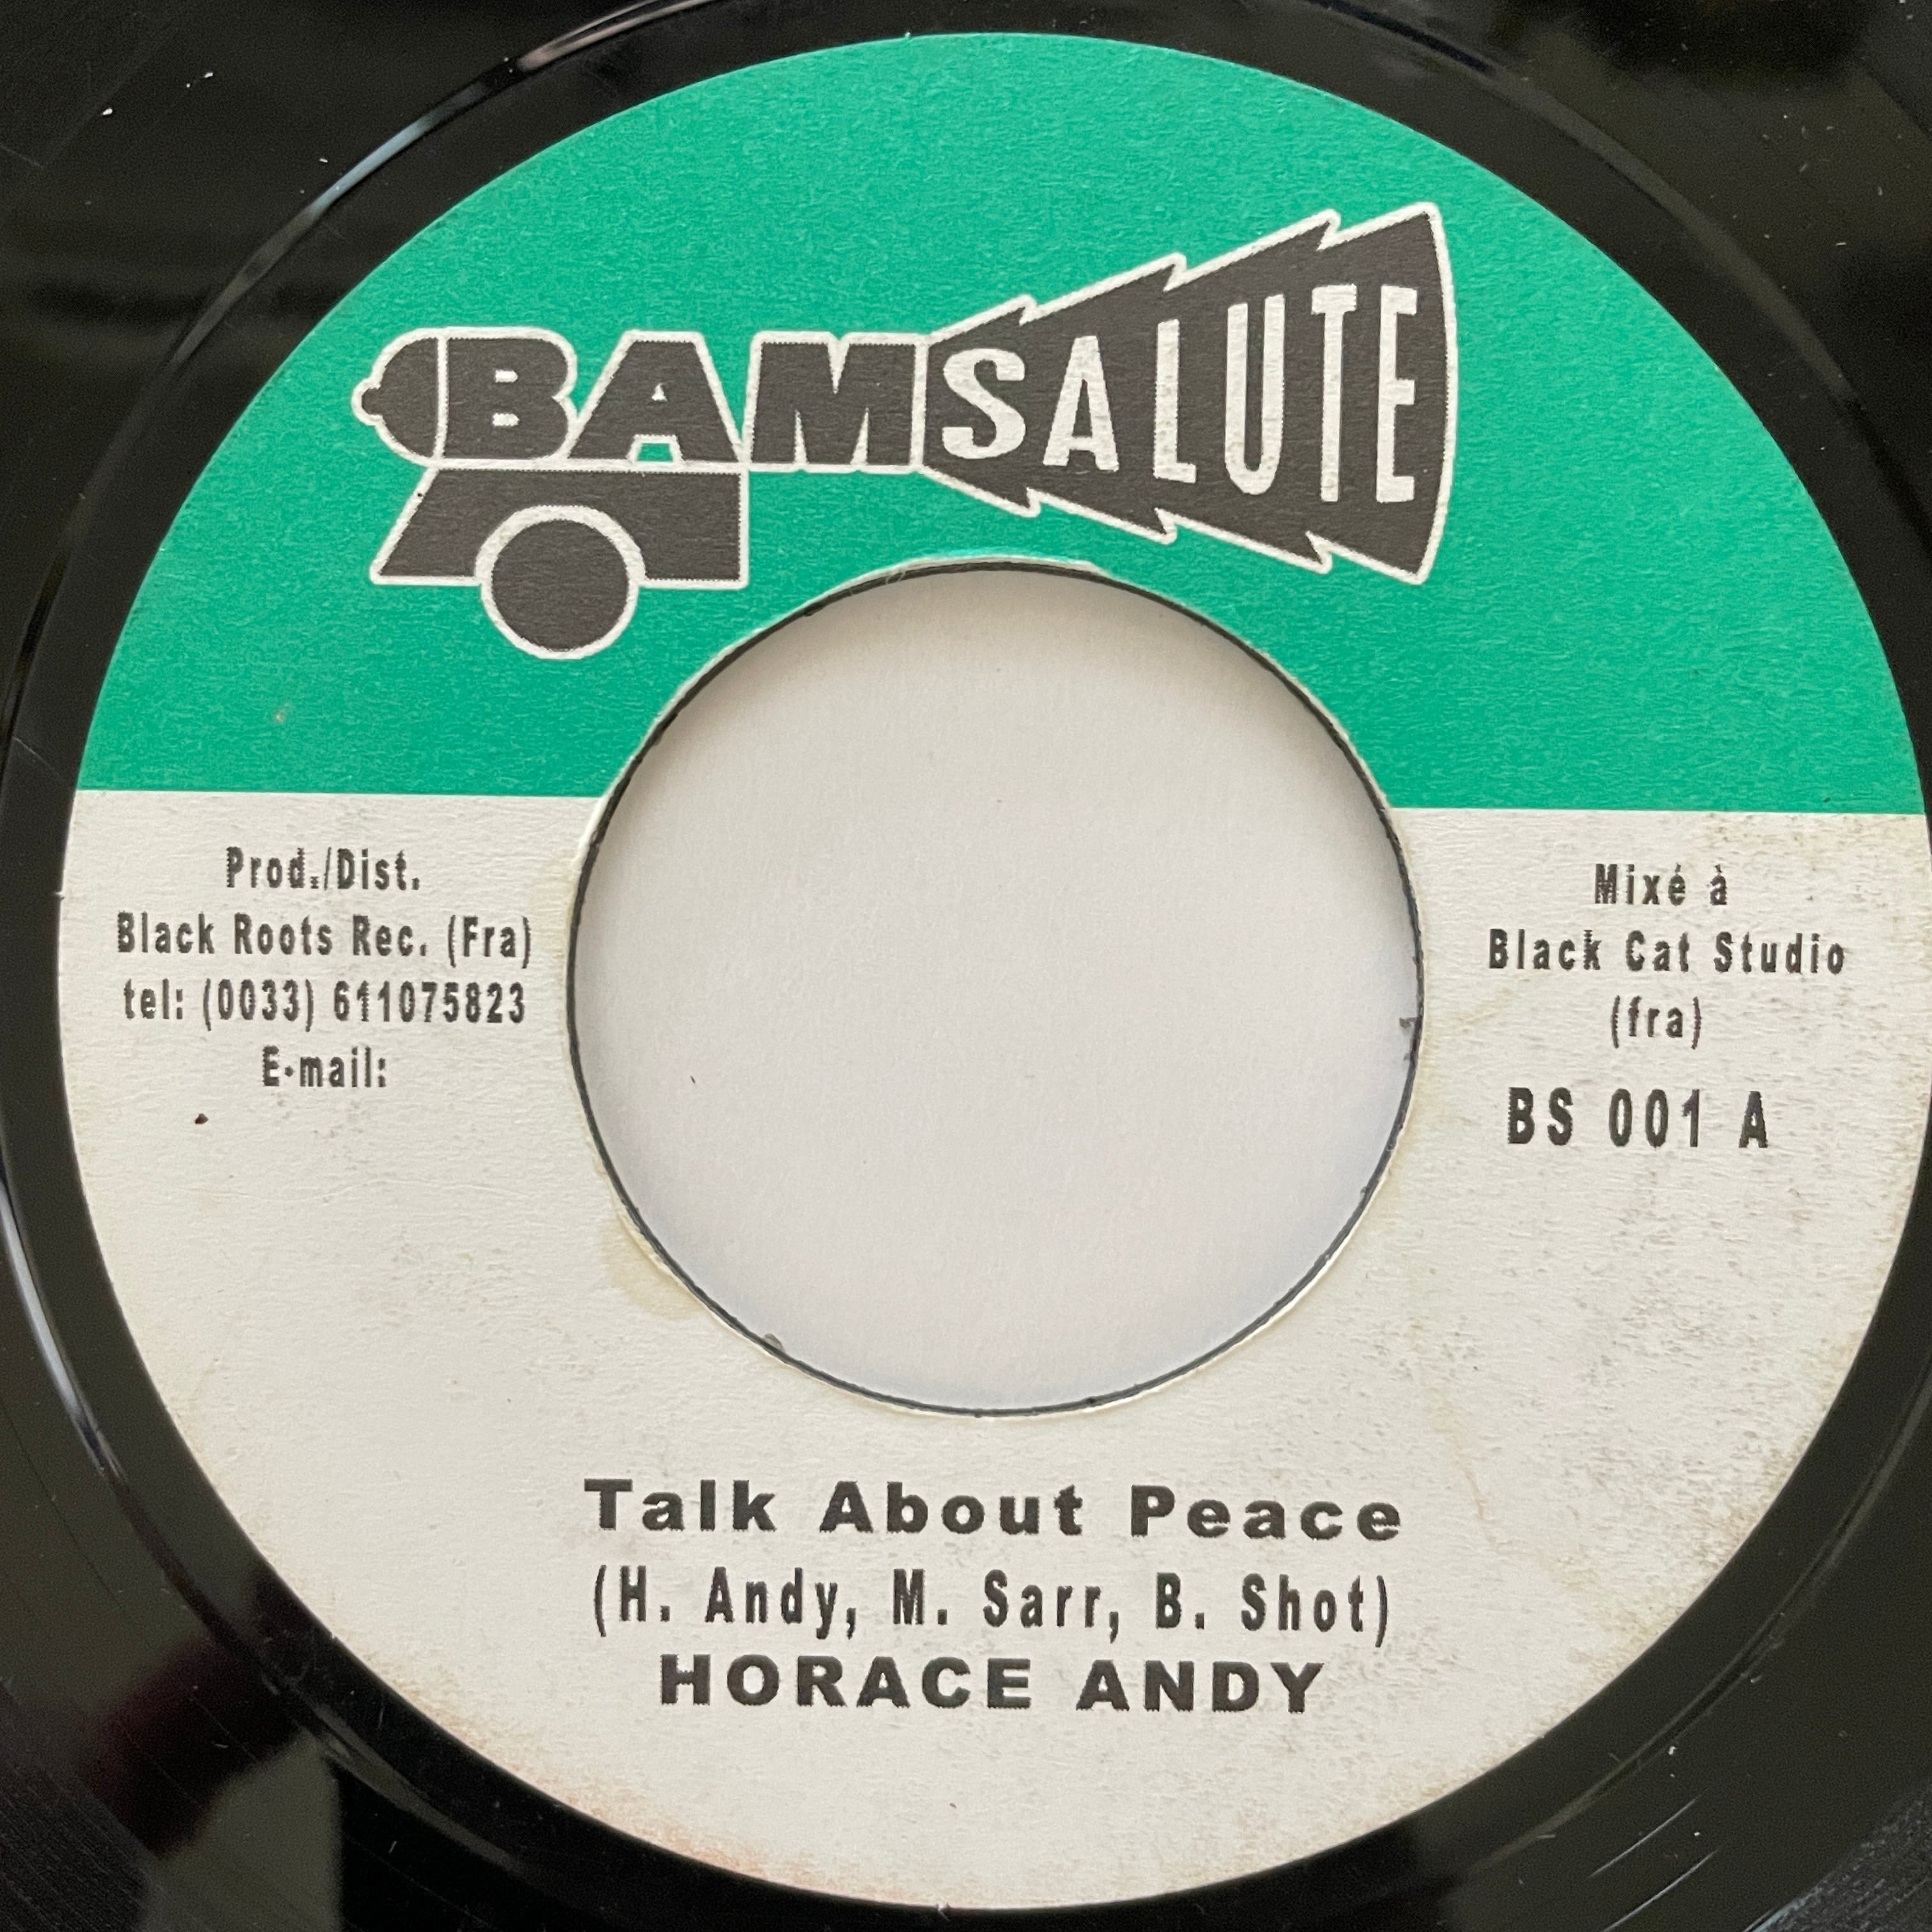 BAMSALUTE
Prod./Dist.
Black Roots Rec. (Fra)
tel: (0033) 611075823
E-mail:
Mixé à
Black Cat Studio
(fra)
BS 001 A
Talk About Peace
(H. Andy, M. Sarr, B. Shot)
HORACE ANDY